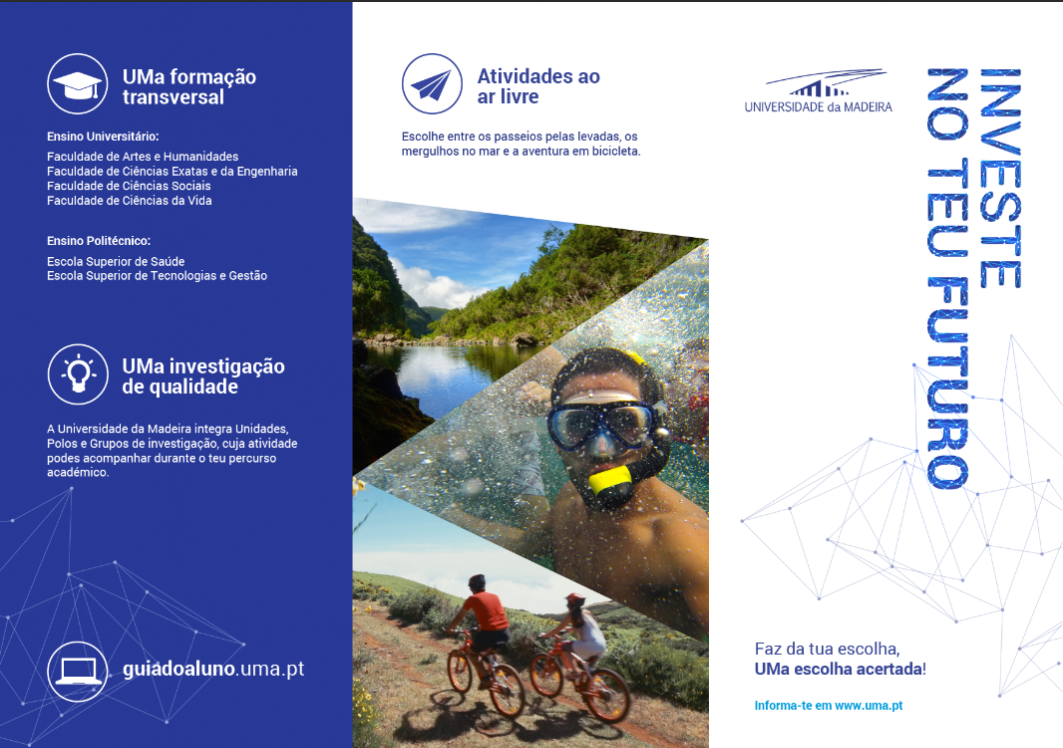 UMa formação
transversal
Ensino Universitário:
Faculdade de Artes e Humanidades
Faculdade de Ciências Exatas e da Engenharia
Faculdade de Ciências Sociais
Faculdade de Ciências da Vida
Ensino Politécnico:
Escola Superior de Saúde
Escola Superior de Tecnologias e Gestão
UMa investigação
de qualidade
A Universidade da Madeira integra Unidades,
Polos e Grupos de investigação, cuja atividade
podes acompanhar durante o teu percurso
académico.
guiadoaluno.uma.pt
Atividades ao
ar livre
Escolhe entre os passeios pelas levadas, os
mergulhos no mar e a aventura em bicicleta.
UNIVERSIDADE da MADEIRA
INVESTE
NO TEU FUTURO
Faz da tua escolha,
UMa escolha acertada!
Informa-te em www.uma.pt